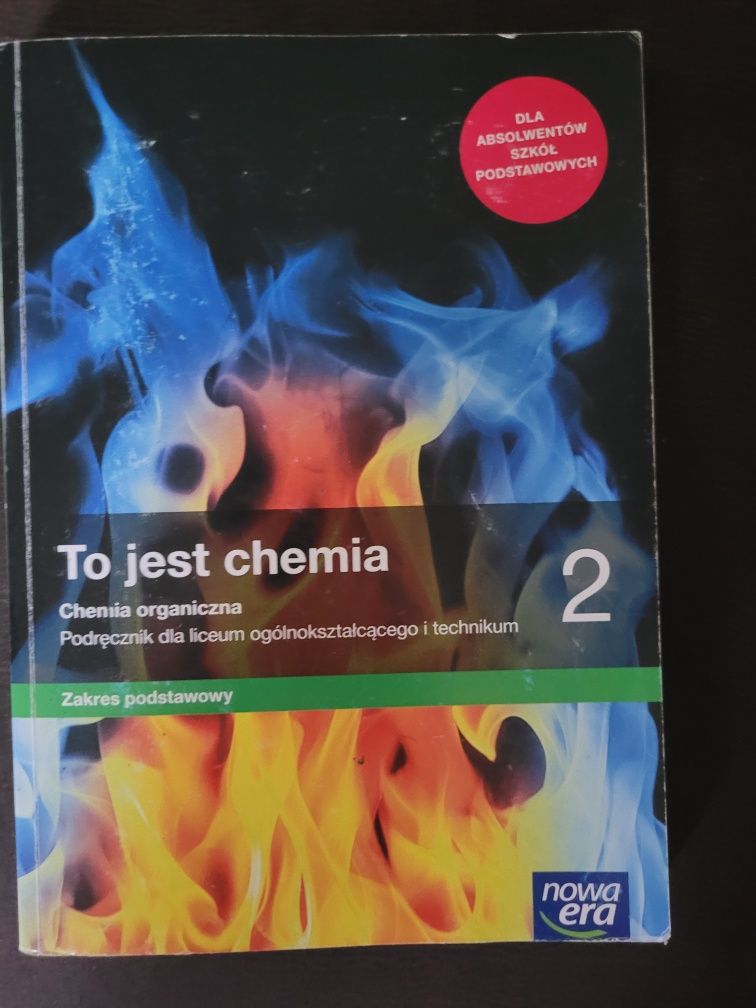 DLA
ABSOLWENTÓW
SZKÓŁ
PODSTAWOWYCH
To jest chemia
2
Chemia organiczna
Podręcznik dla liceum ogólnokształcącego i technikum
Zakres podstawowy
nowa
era